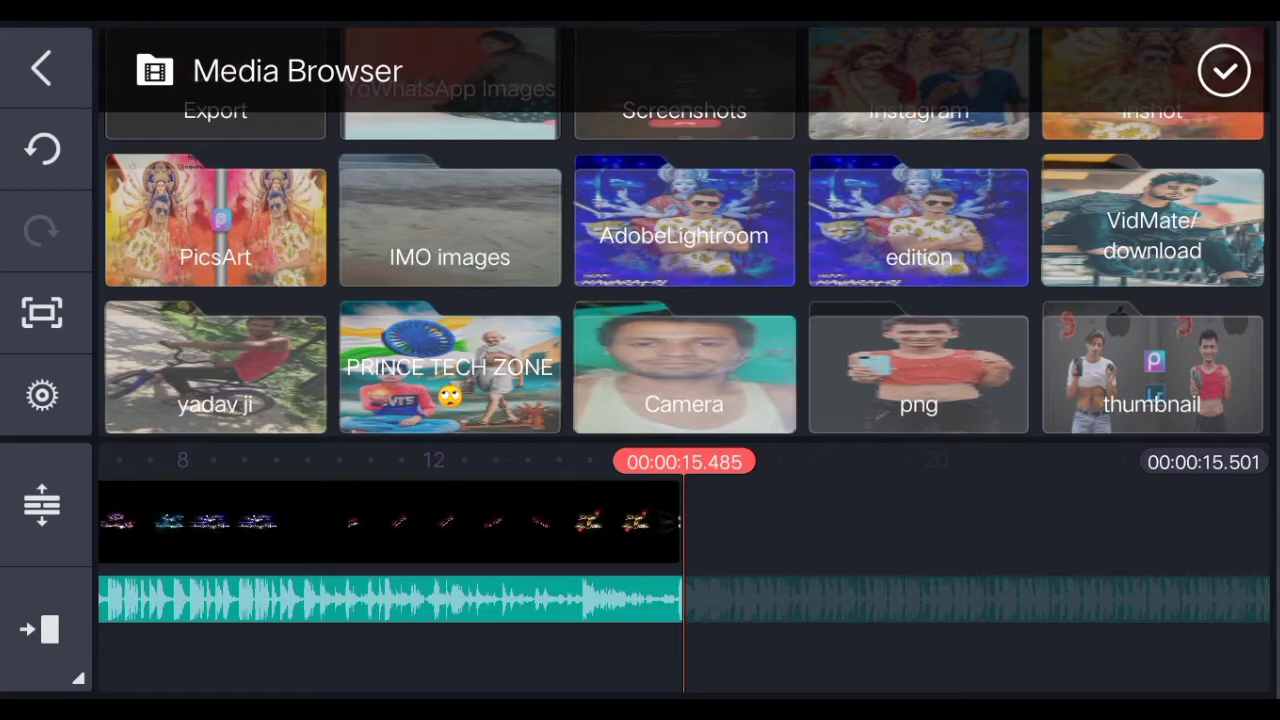 Media Browser
Export
YoWhatsApp Images
Screenshots
Instagram
inshot
PicsArt
IMO images
AdobeLightroom
edition
VidMate/
download
yadav ji
PRINCE TECH ZONE
🙄
Camera
png
thumbnail
8
12
00:00:15.485
20
00:00:15.501